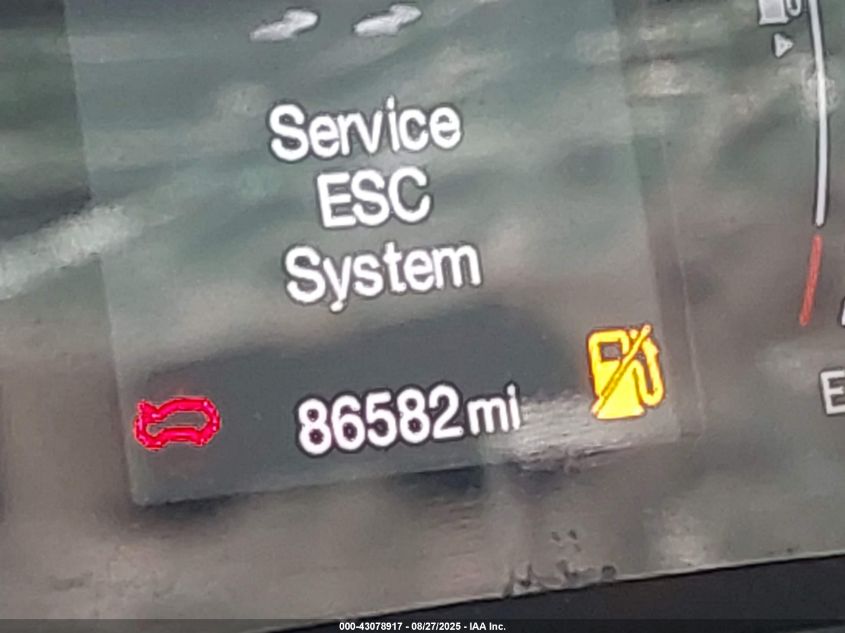 Service
ESC
System
86582mi
E
000-43078917 - 08/27/2025 - IAA Inc.